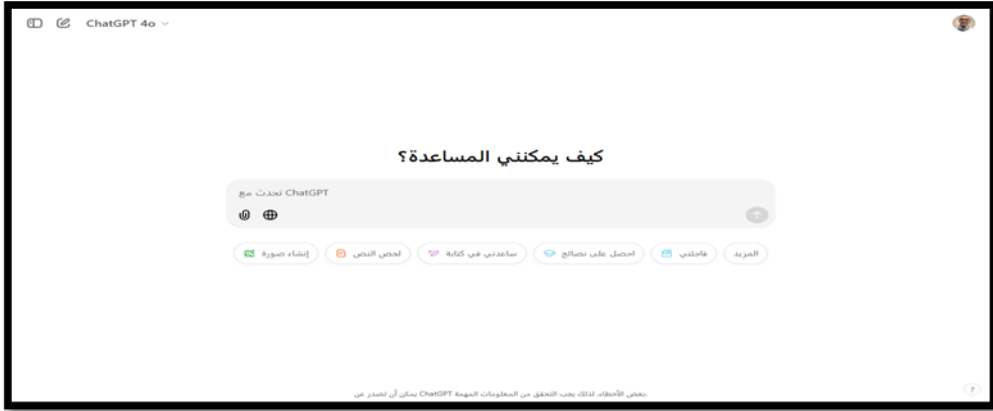 ChatGPT 4o
كيف يمكنني المساعدة؟
تحدث مع ChatGPT
إنشاء صورة
لخص النص
ساعدني في كتابة
احصل على نصائح
فاجئني
المزيد
يمكن أن تصدر عن ChatGPT بعض الأخطاء. لذلك يجب التحقق من المعلومات المهمة.
?